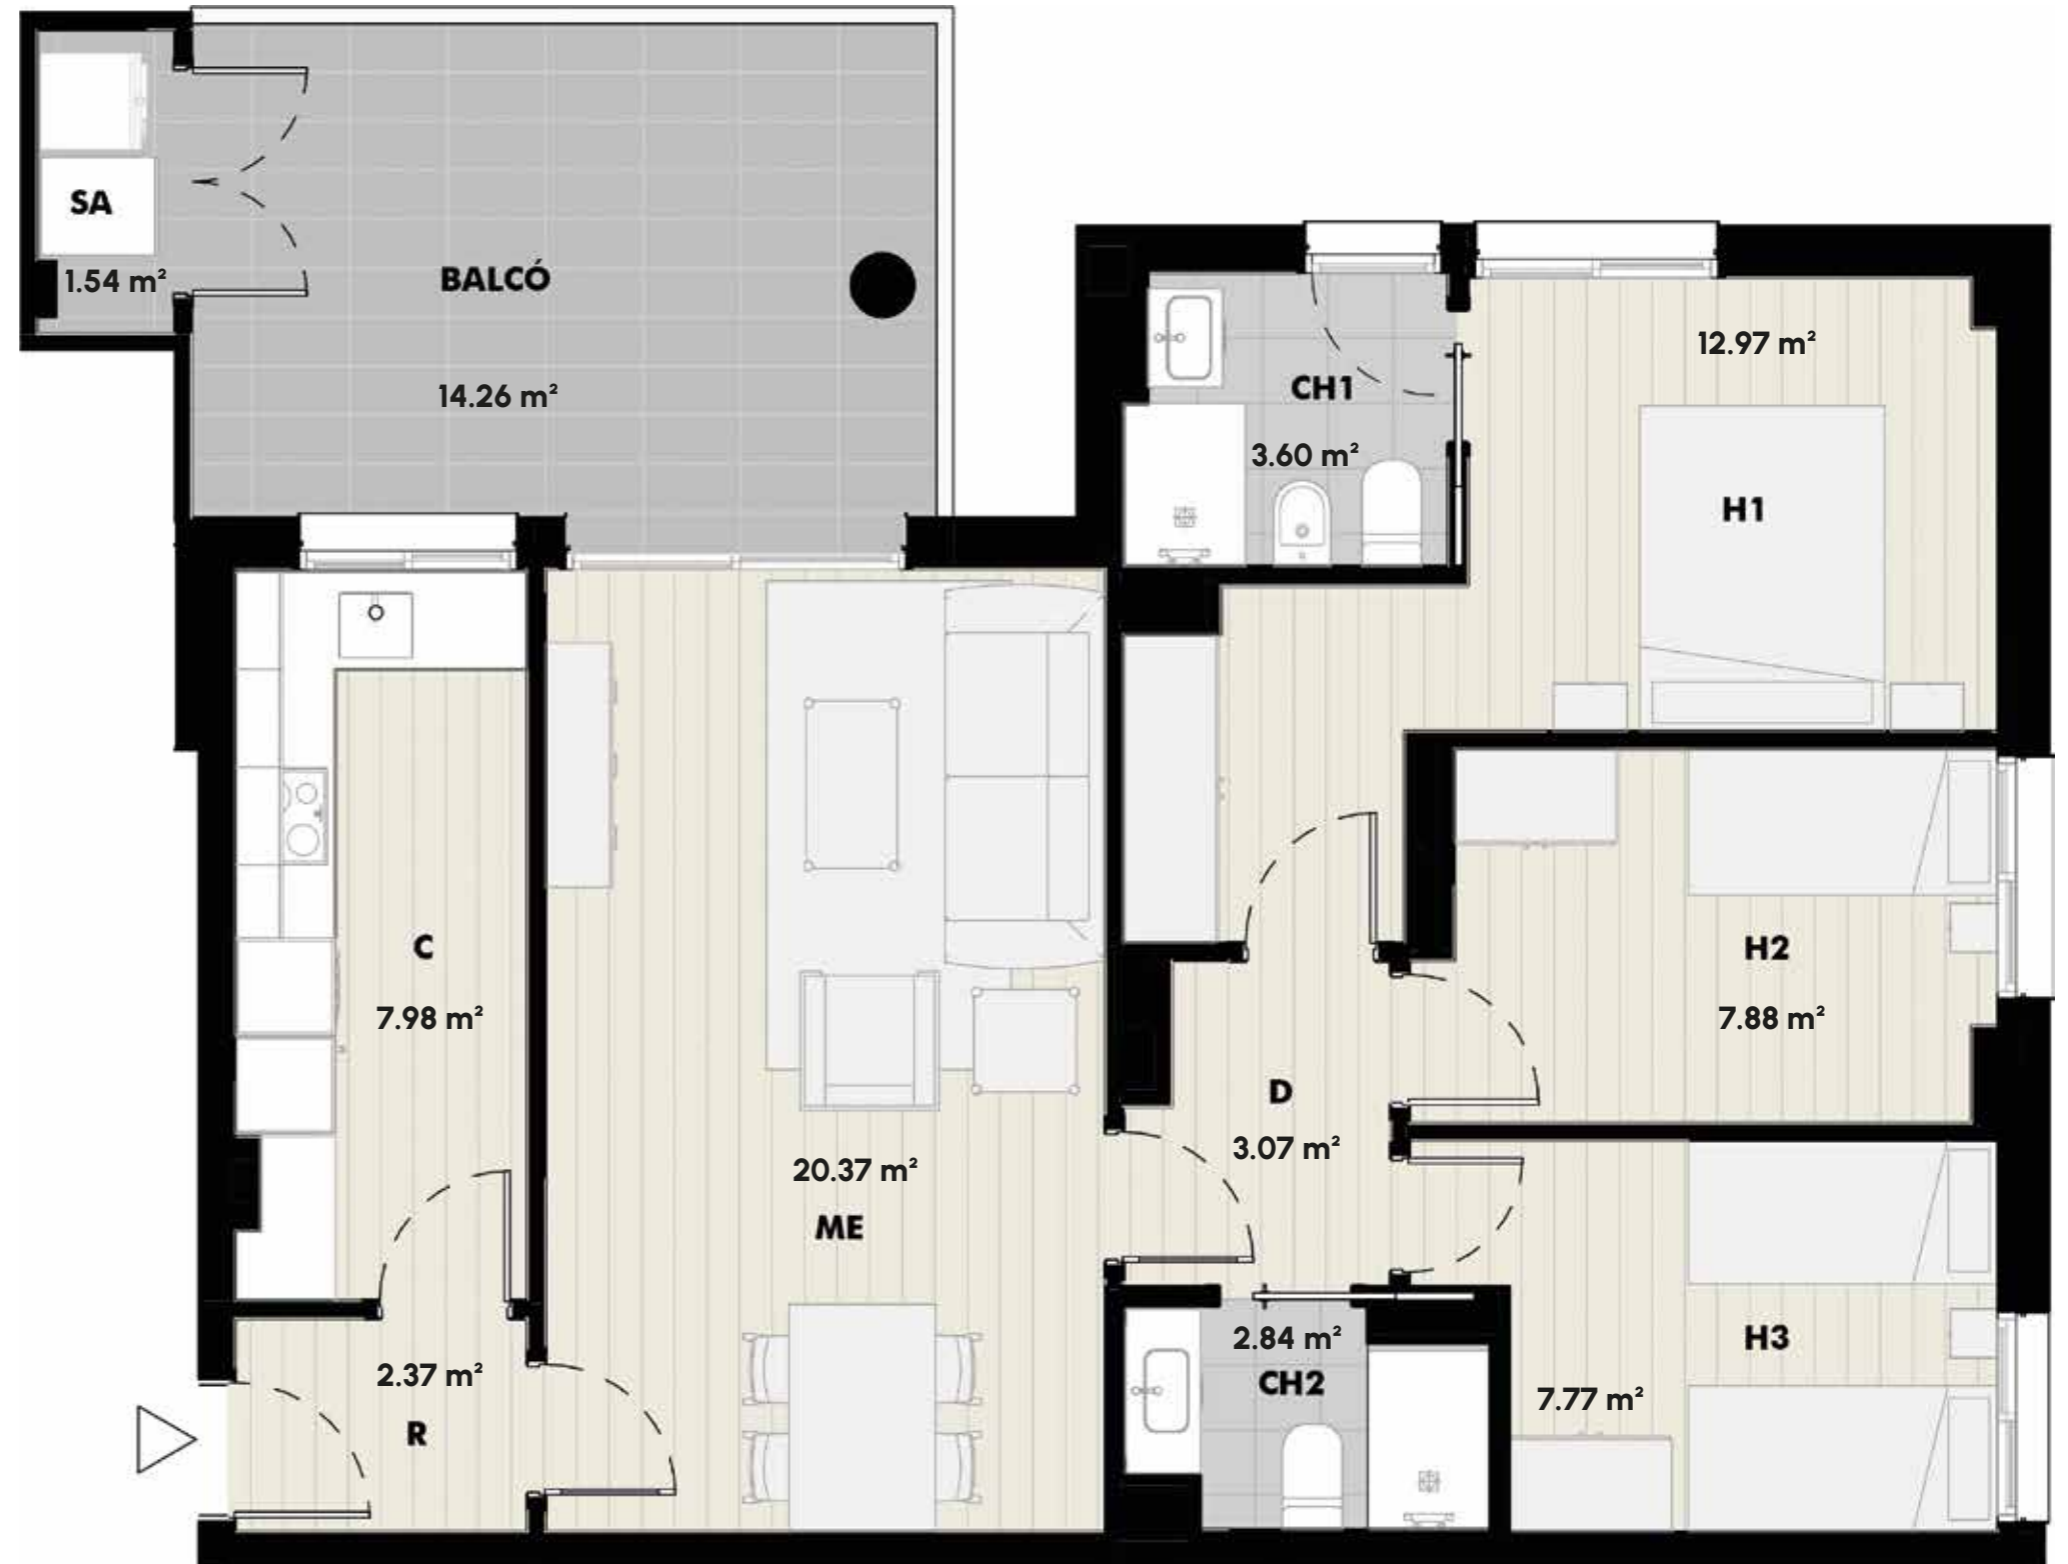 SA
1.54 m²
BALCÓ
14.26 m²
CH1
3.60 m²
12.97 m²
H1
C
7.98 m²
20.37 m²
ME
D
3.07 m²
H2
7.88 m²
2.37 m²
R
2.84 m²
CH2
H3
7.77 m²